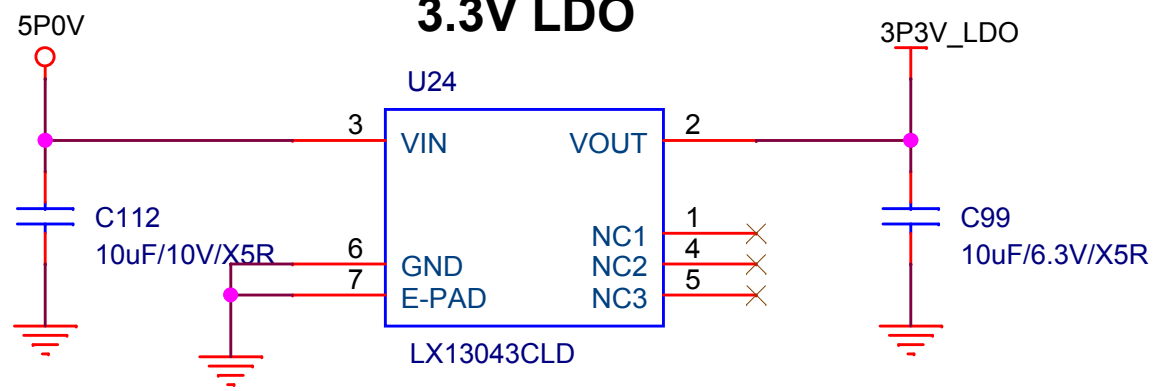 3.3V LDO
5P0V
3P3V_LDO
U24
3
VIN
VOUT
2
C112
10uF/10V/X5R
NC1
1
C99
10uF/6.3V/X5R
6
GND
NC2
4
7
E-PAD
NC3
5
LX13043CLD